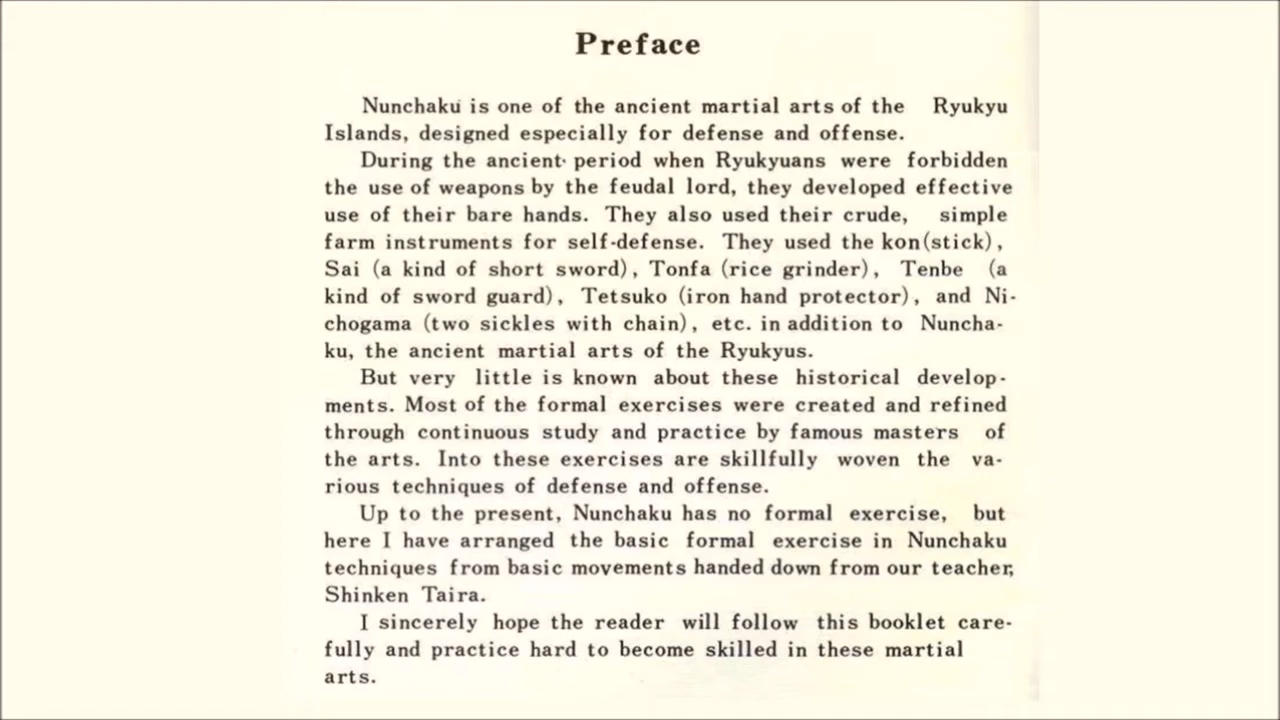 Preface
Nunchaku is one of the ancient martial arts of the Ryukyu
Islands, designed especially for defense and offense.
During the ancient period when Ryukyuans were forbidden
the use of weapons by the feudal lord, they developed effective
use of their bare hands. They also used their crude, simple
farm instruments for self-defense. They used the kon(stick),
Sai (a kind of short sword), Tonfa (rice grinder), Tenbe (a
kind of sword guard), Tetsuko (iron hand protector), and Ni-
chogama (two sickles with chain), etc. in addition to Nuncha-
ku, the ancient martial arts of the Ryukyus.
But very little is known about these historical develop-
ments. Most of the formal exercises were created and refined
through continuous study and practice by famous masters of
the arts. Into these exercises are skillfully woven the va-
rious techniques of defense and offense.
Up to the present, Nunchaku has no formal exercise, but
here I have arranged the basic formal exercise in Nunchaku
techniques from basic movements handed down from our teacher,
Shinken Taira.
I sincerely hope the reader will follow this booklet care-
fully and practice hard to become skilled in these martial
arts.